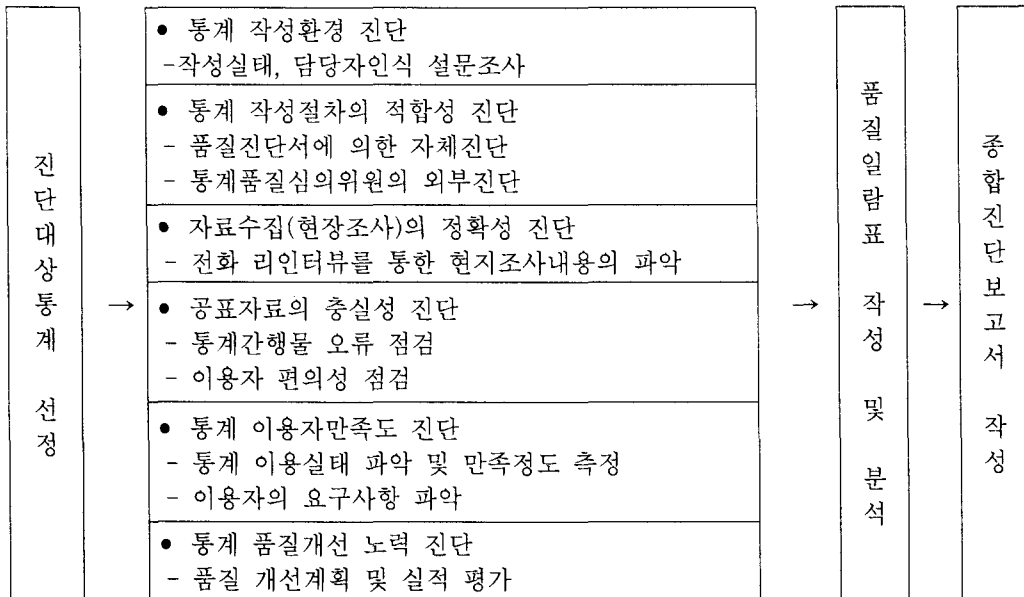 진단대상통계 선정
→
● 통계 작성환경 진단
-작성실태, 담당자인식 설문조사
● 통계 작성절차의 적합성 진단
- 품질진단서에 의한 자체진단
- 통계품질심의위원의 외부진단
● 자료수집(현장조사)의 정확성 진단
- 전화 리인터뷰를 통한 현지조사내용의 파악
● 공표자료의 충실성 진단
- 통계간행물 오류 점검
- 이용자 편의성 점검
● 통계 이용자만족도 진단
- 통계 이용실태 파악 및 만족정도 측정
- 이용자의 요구사항 파악
● 통계 품질개선 노력 진단
- 품질 개선계획 및 실적 평가
→
품질일람표 작성 및 분석
→
종합진단보고서 작성